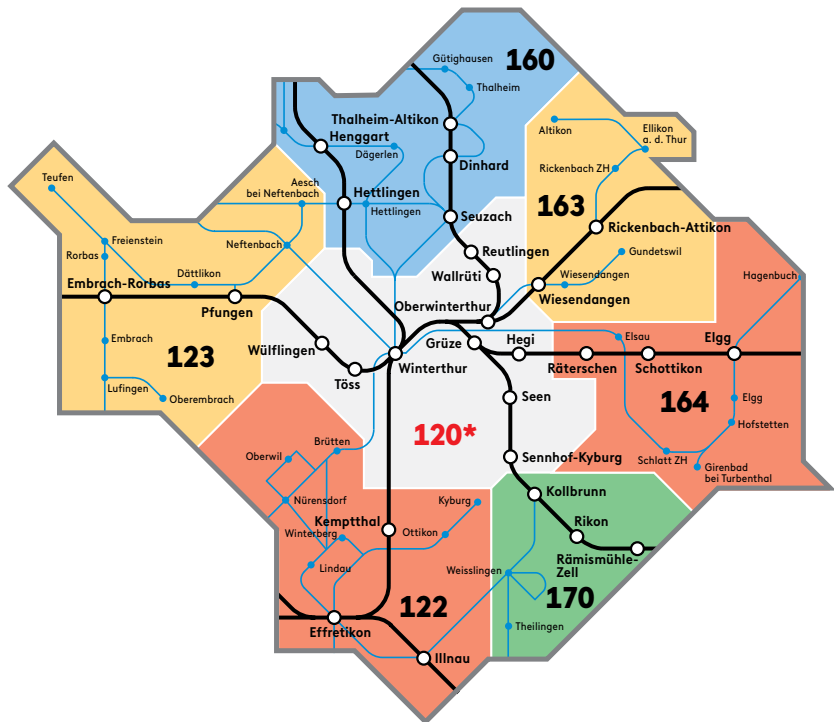 Gütighausen
160
Thalheim
Thalheim-Altikon
Henggart
Altikon
Ellikon
a. d. Thur
Dägerlen
Dinhard
Rickenbach ZH
Teufen
Aesch
bei Neftenbach
Hettlingen
Hettlingen
Seuzach
163
Rickenbach-Attikon
Freienstein
Neftenbach
Reutlingen
Gundetswil
Rorbas
Wallrüti
Wiesendangen
Hagenbuch
Embrach-Rorbas
Dättlikon
Wiesendangen
Pfungen
Oberwinterthur
Embrach
Wülflingen
Grüze
Hegi
Elsau
Elgg
123
Winterthur
Räterschen
Schottikon
Lufingen
Töss
Oberembrach
Seen
164
Elgg
120*
Hofstetten
Brütten
Oberwil
Sennhof-Kyburg
Schlatt ZH
Girenbad
bei Turbenthal
Nürensdorf
Kyburg
Kollbrunn
Kemptthal
Winterberg
Ottikon
Rikon
Lindau
Weisslingen
Rämismühle-
Zell
122
170
Effretikon
Theilingen
Illnau